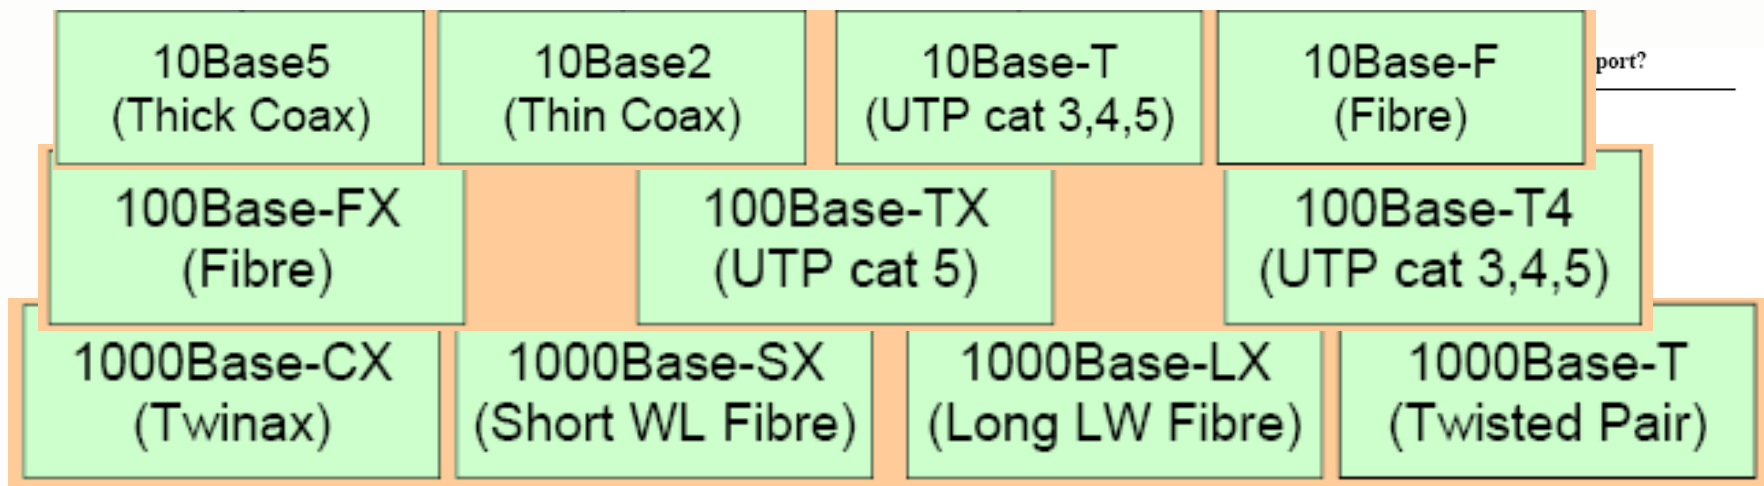 10Base5
(Thick Coax)
10Base2
(Thin Coax)
10Base-T
(UTP cat 3,4,5)
10Base-F
(Fibre)
port?
100Base-FX
(Fibre)
100Base-TX
(UTP cat 5)
100Base-T4
(UTP cat 3,4,5)
1000Base-CX
(Twinax)
1000Base-SX
(Short WL Fibre)
1000Base-LX
(Long LW Fibre)
1000Base-T
(Twisted Pair)